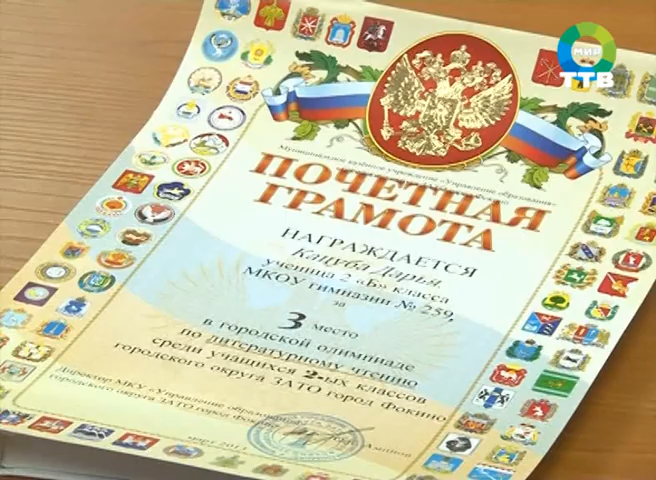 МИР
ТТВ
Муниципальное казённое учреждение «Управление образования»
ПОЧЕТНАЯ
ГРАМОТА
НАГРАЖДАЕТСЯ
Кацуба Дарья,
ученица 2 «Б» класса
МКОУ гимназии № 259,
за
3 место
в городской олимпиаде
по литературному чтению
среди учащихся 2-ых классов
городского округа ЗАТО город Фокино
Директор МКУ «Управление образования»
городского округа ЗАТО город Фокино